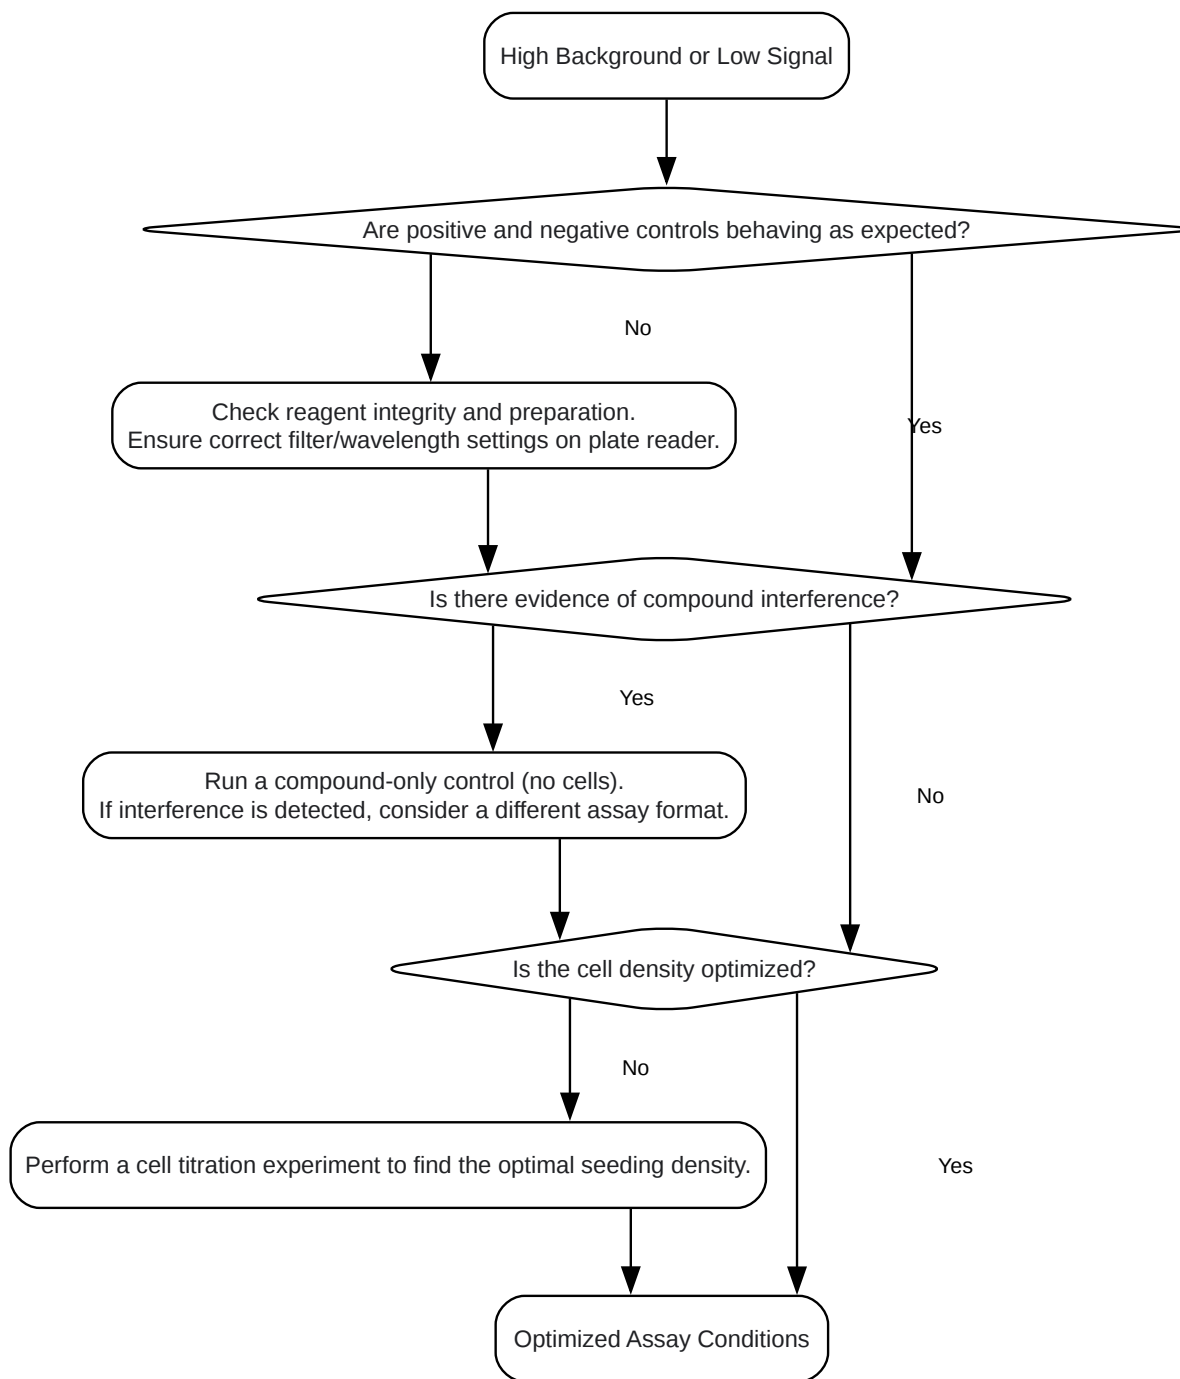 High Background or Low Signal
Are positive and negative controls behaving as expected?
No
Check reagent integrity and preparation.
Ensure correct filter/wavelength settings on plate reader.
Yes
Is there evidence of compound interference?
Yes
Run a compound-only control (no cells).
If interference is detected, consider a different assay format.
No
Is the cell density optimized?
No
Perform a cell titration experiment to find the optimal seeding density.
Yes
Optimized Assay Conditions